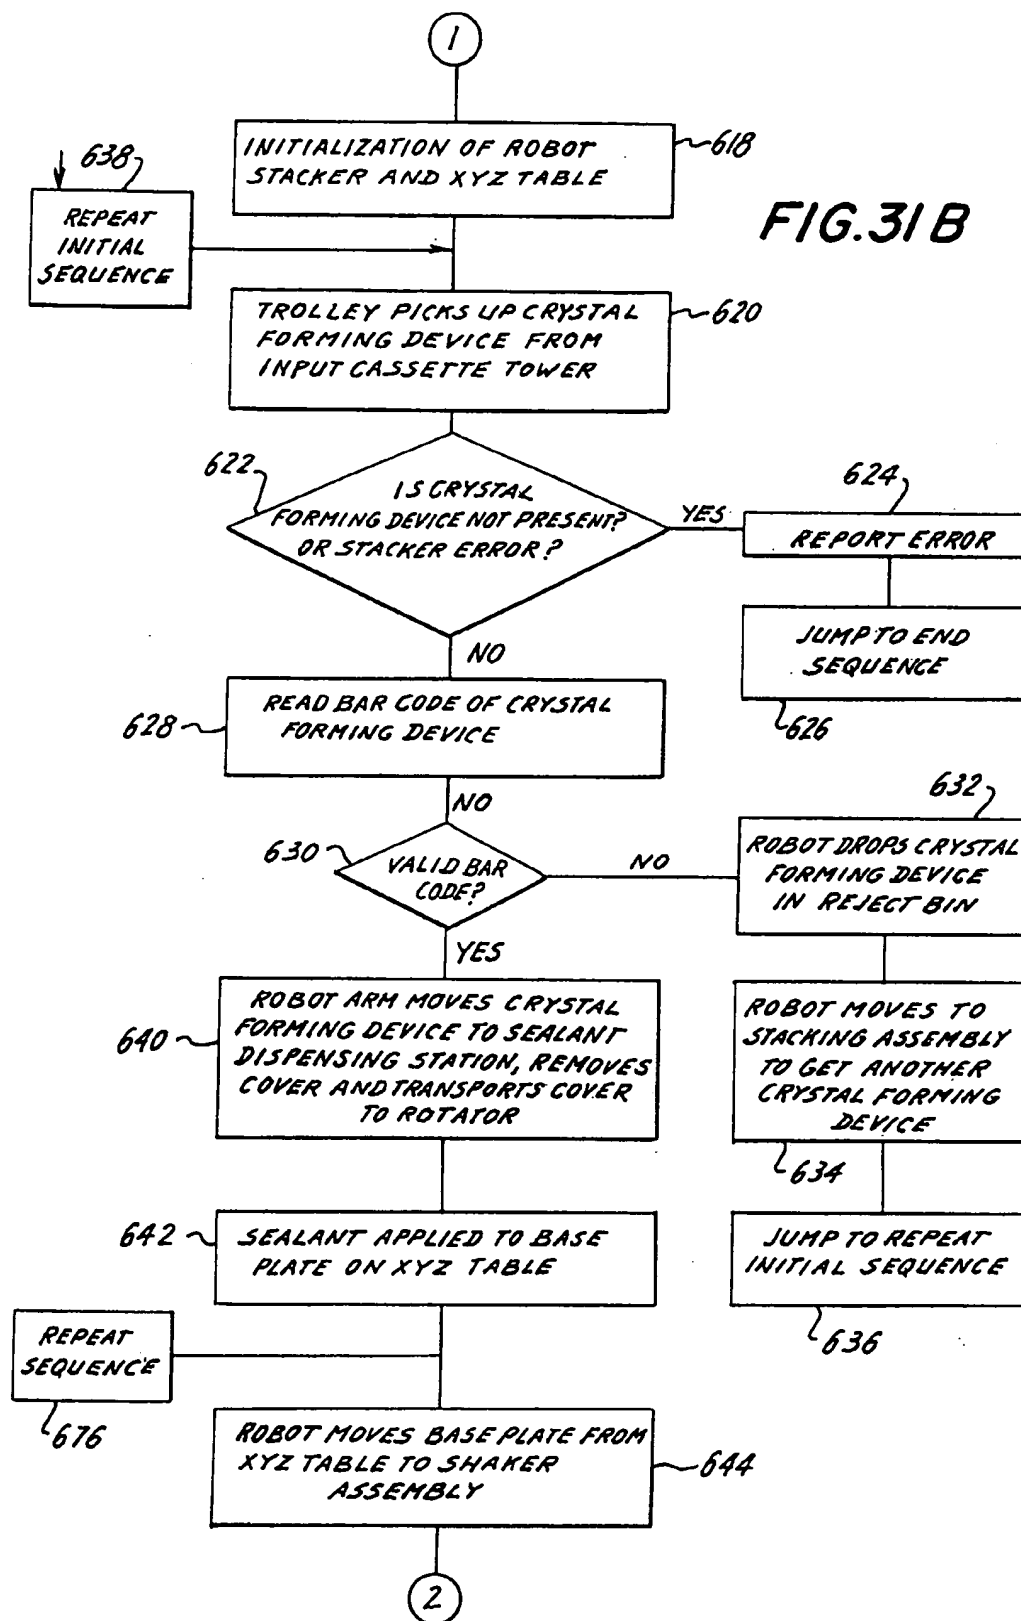 1
INITIALIZATION OF ROBOT
STACKER AND XYZ TABLE
618
638
REPEAT
INITIAL
SEQUENCE
FIG.31B
TROLLEY PICKS UP CRYSTAL
FORMING DEVICE FROM
INPUT CASSETTE TOWER
620
622
IS CRYSTAL
FORMING DEVICE NOT PRESENT?
OR STACKER ERROR?
YES
624
REPORT ERROR
JUMP TO END
SEQUENCE
626
NO
628
READ BAR CODE OF CRYSTAL
FORMING DEVICE
NO
630
VALID BAR
CODE?
NO
632
ROBOT DROPS CRYSTAL
FORMING DEVICE
IN REJECT BIN
YES
640
ROBOT ARM MOVES CRYSTAL
FORMING DEVICE TO SEALANT
DISPENSING STATION, REMOVES
COVER AND TRANSPORTS COVER
TO ROTATOR
ROBOT MOVES TO
STACKING ASSEMBLY
TO GET ANOTHER
CRYSTAL FORMING
DEVICE
634
642
SEALANT APPLIED TO BASE
PLATE ON XYZ TABLE
JUMP TO REPEAT
INITIAL SEQUENCE
636
REPEAT
SEQUENCE
676
ROBOT MOVES BASE PLATE FROM
XYZ TABLE TO SHAKER
ASSEMBLY
644
2